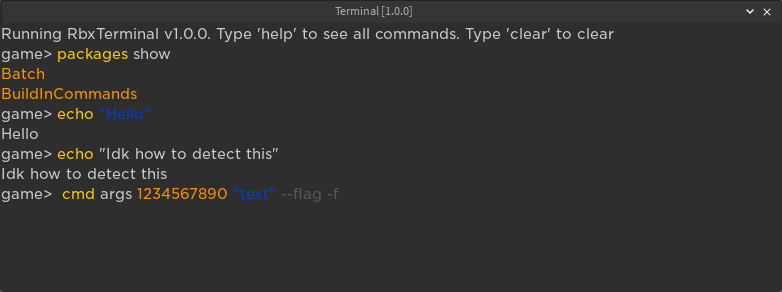 Terminal [1.0.0]
Running RbxTerminal v1.0.0. Type 'help' to see all commands. Type 'clear' to clear
game> packages show
Batch
BuildInCommands
game> echo "Hello"
Hello
game> echo "Idk how to detect this"
Idk how to detect this
game>  cmd args 1234567890 "text" --flag -f